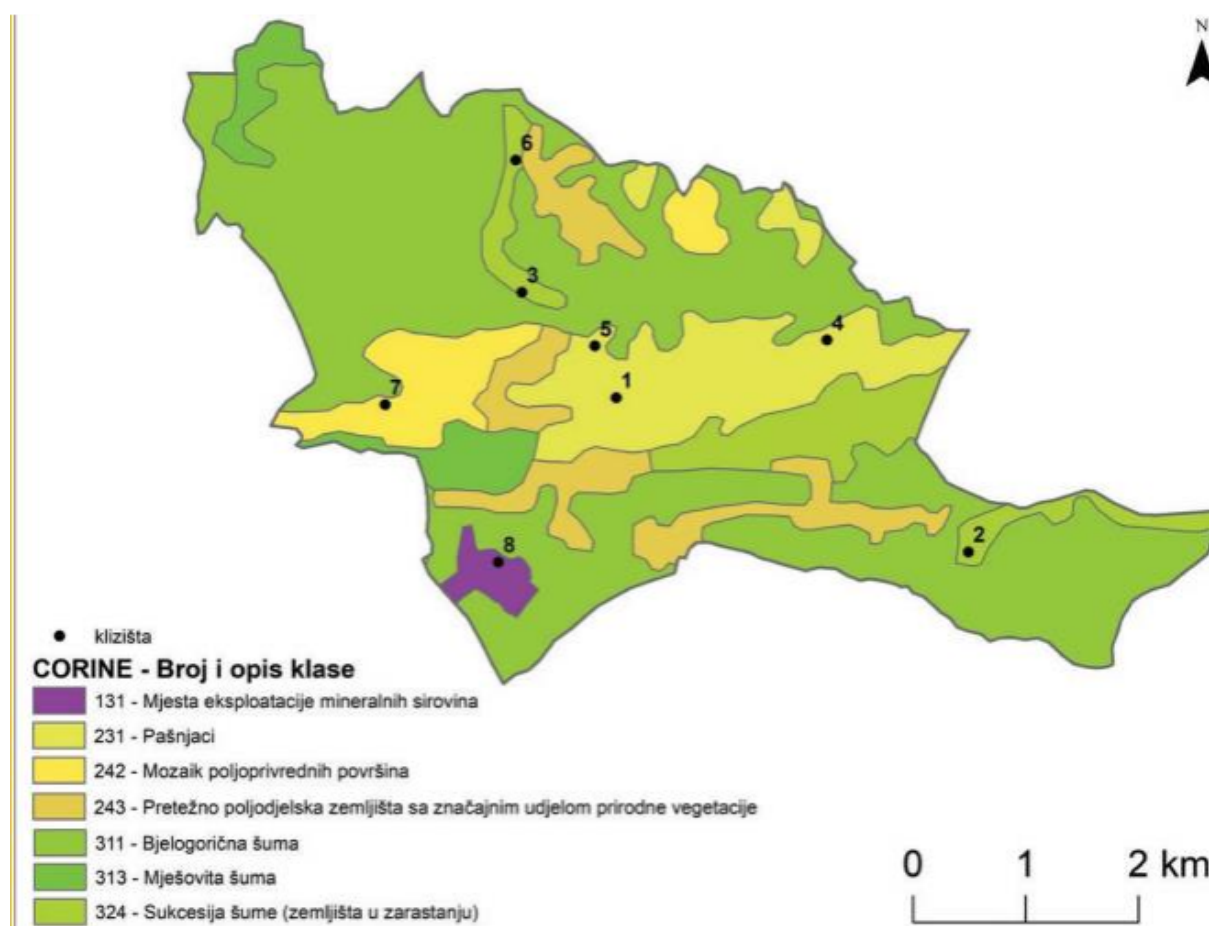 N
6
3
5
4
1
7
2
8
klizišta
CORINE - Broj i opis klase
131 - Mjesta eksploatacije mineralnih sirovina
231 - Pašnjaci
242 - Mozaik poljoprivrednih površina
243 - Pretežno poljodjelska zemljišta sa značajnim udjelom prirodne vegetacije
311 - Bjelogorična šuma
313 - Mješovita šuma
324 - Sukcesija šume (zemljišta u zarastanju)
0 1 2 km